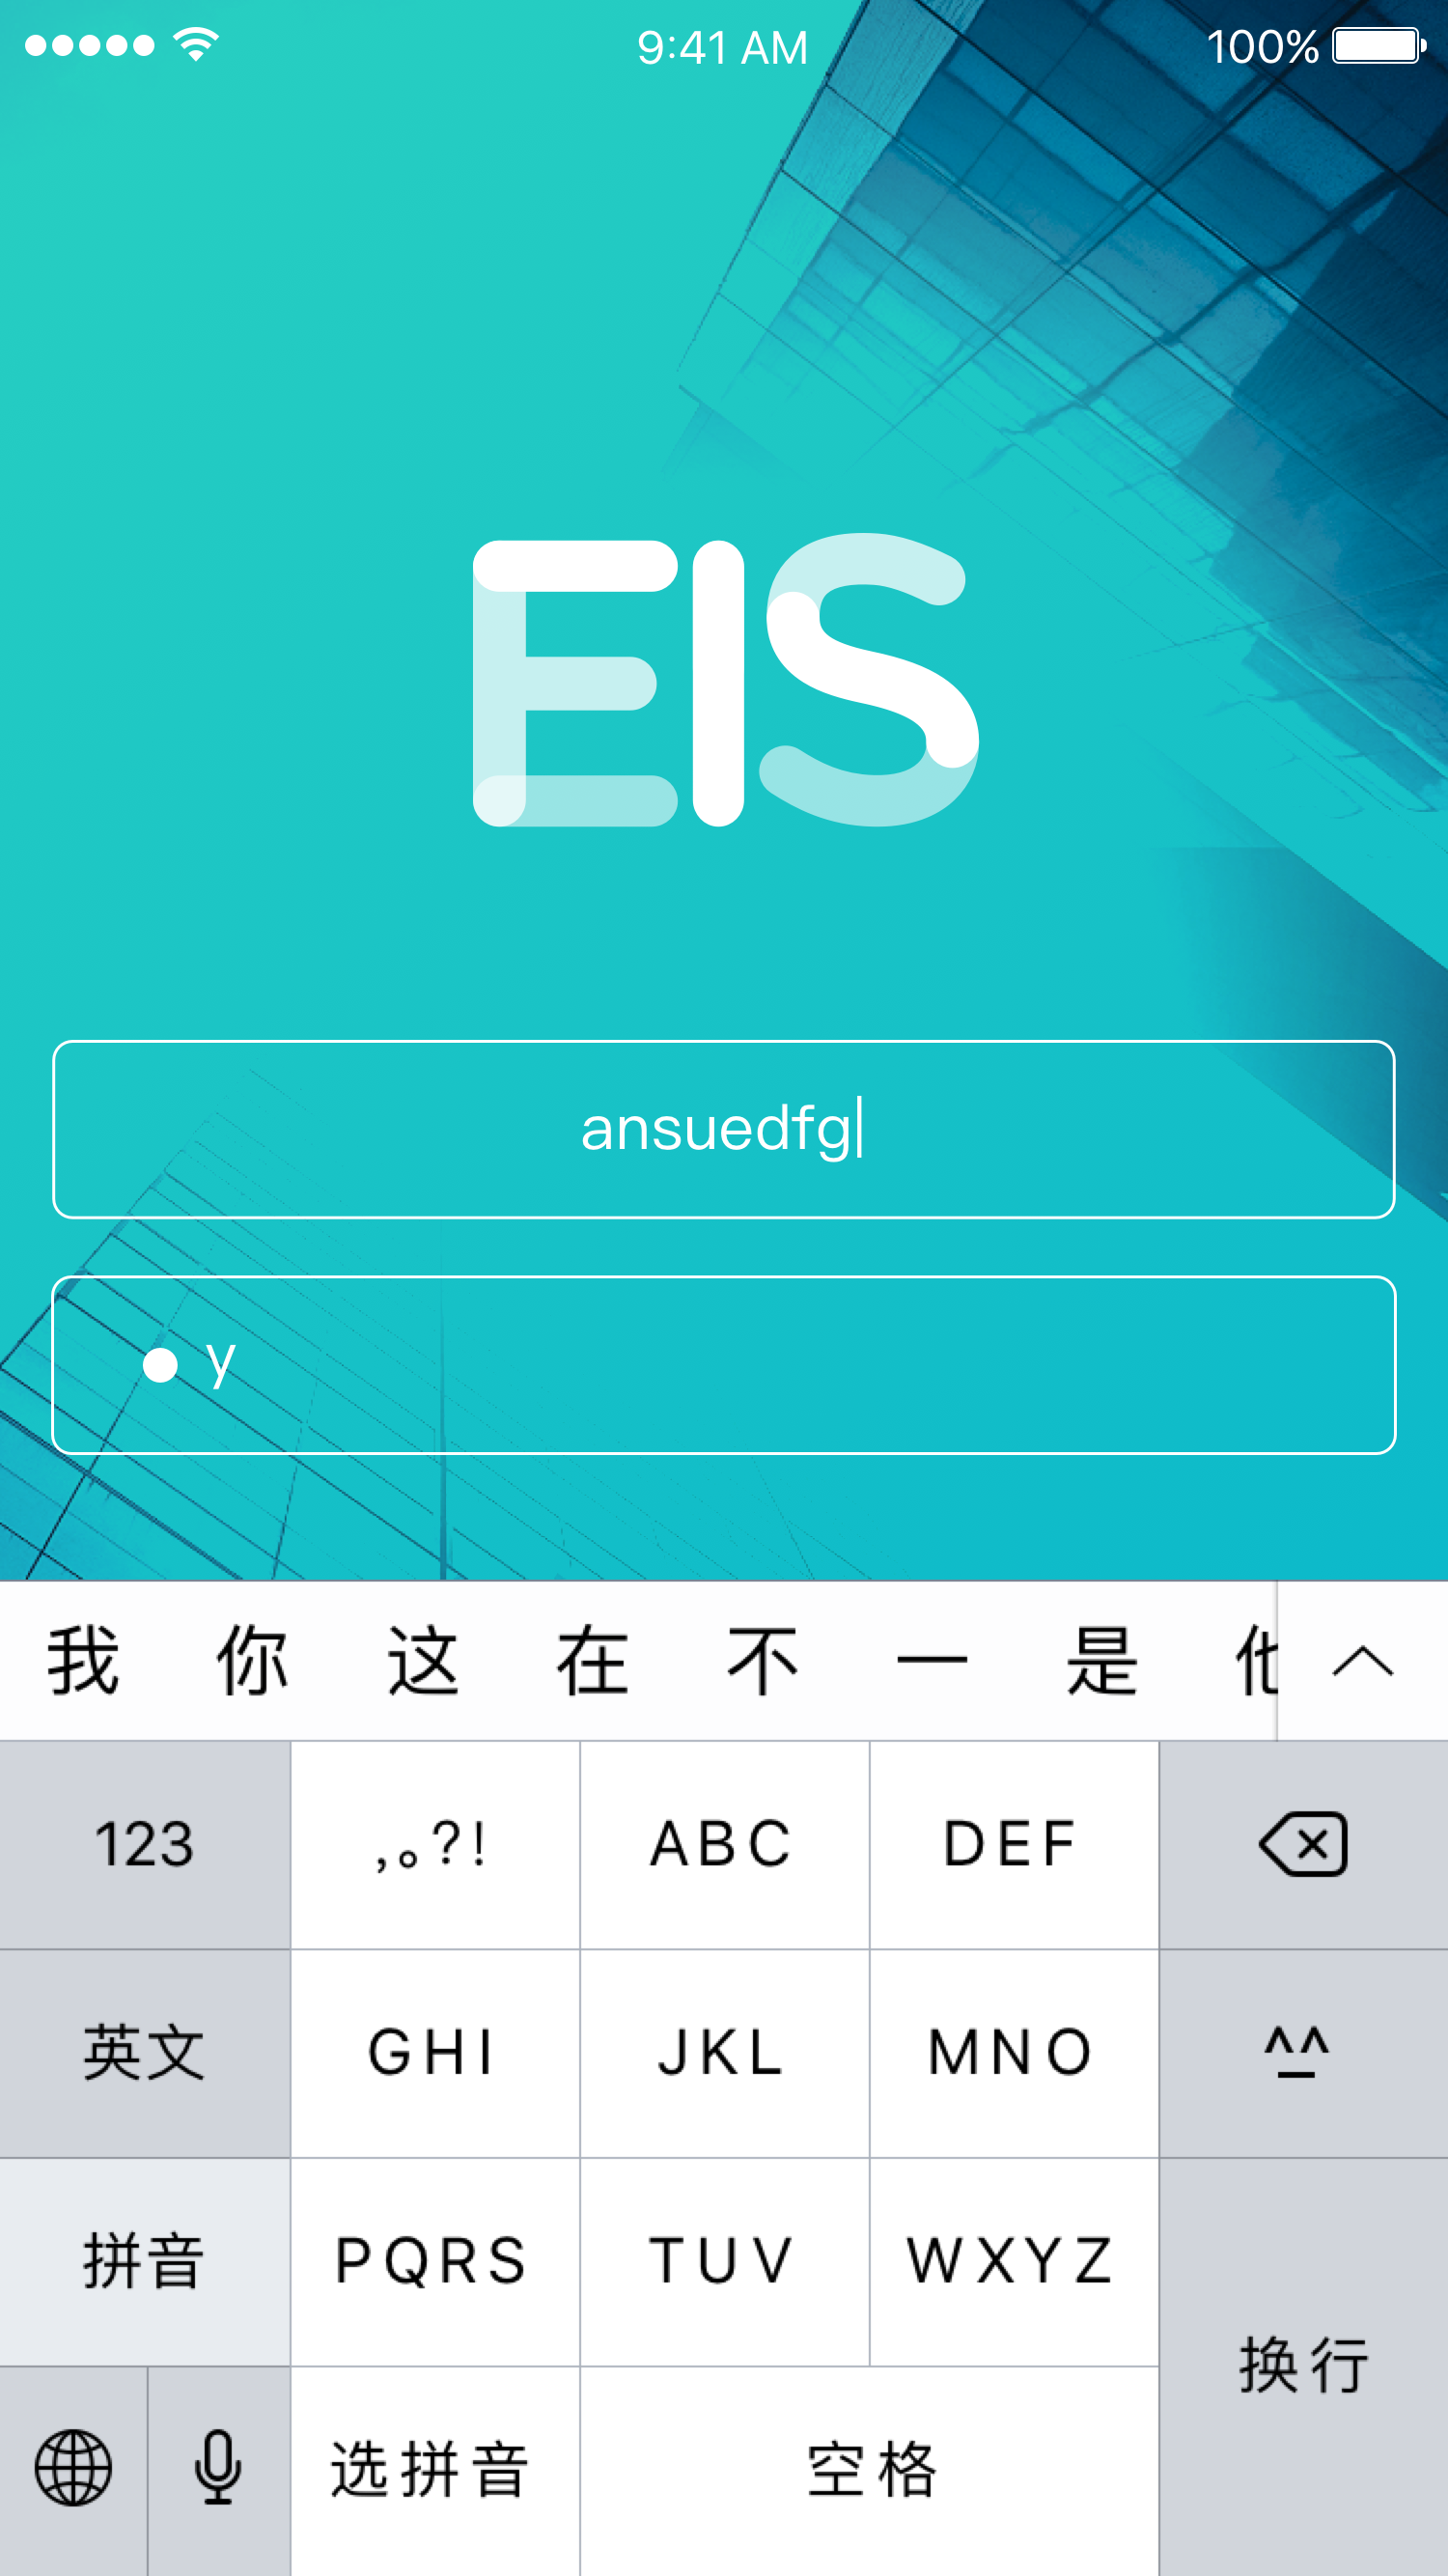 9:41 AM 100%
EIS
ansuedfg
● y
我 你 这 在 不 一 是 他
123 ,。?! ABC DEF
英文 GHI JKL MNO ^_^
拼音 PQRS TUV WXYZ
换行
选拼音 空格